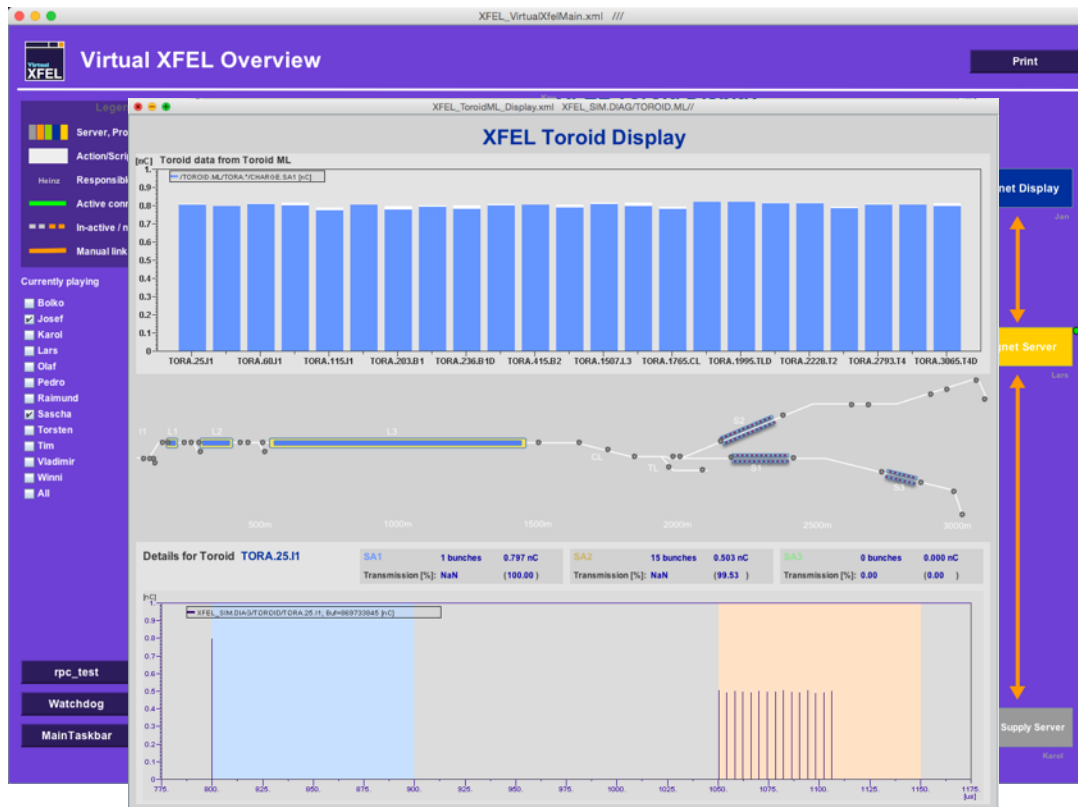 XFEL_VirtualXfelMain.xml ///
Virtual XFEL
Virtual XFEL Overview
Print
Legen
Server, Pro
Action/Scrip
Heinz Responsibl
Active conn
In-active / n
Manual link
Currently playing
Bolko
Josef
Karol
Lars
Olaf
Pedro
Raimund
Sascha
Torsten
Tim
Vladimir
Winni
All
rpc_test
Watchdog
MainTaskbar
net Display
Jan
gnet Server
Lars
Supply Server
Karol
XFEL_ToroidML_Display.xml XFEL_SIM.DIAG/TOROID.ML//
XFEL Toroid Display
[nC] Toroid data from Toroid ML
/TOROID.ML/TORA.*/CHARGE.SA1 [nC]
1.
0.9
0.8
0.7
0.6
0.5
0.4
0.3
0.2
0.1
0
TORA.25.I1 TORA.60.I1 TORA.115.I1 TORA.203.B1 TORA.236.B1D TORA.415.B2 TORA.1507.L3 TORA.1765.CL TORA.1995.TLD TORA.2228.T2 TORA.2793.T4 TORA.3065.T4D
I1 L1 L2 L3 CL TL S2 S1 S3
500m 1000m 1500m 2000m 2500m 3000m
Details for Toroid TORA.25.I1
SA1 1 bunches 0.797 nC
Transmission [%]: NaN (100.00 )
SA2 15 bunches 0.503 nC
Transmission [%]: NaN (99.53 )
SA3 0 bunches 0.000 nC
Transmission [%]: 0.00 (0.00 )
[nC]
XFEL_SIM.DIAG/TOROID/TORA.25.I1; Buf=869733845 [nC]
1.
0.9
0.8
0.7
0.6
0.5
0.4
0.3
0.2
0.1
0
775. 800. 825. 850. 875. 900. 925. 950. 975. 1000. 1025. 1050. 1075. 1100. 1125. 1150. 1175.
[us]